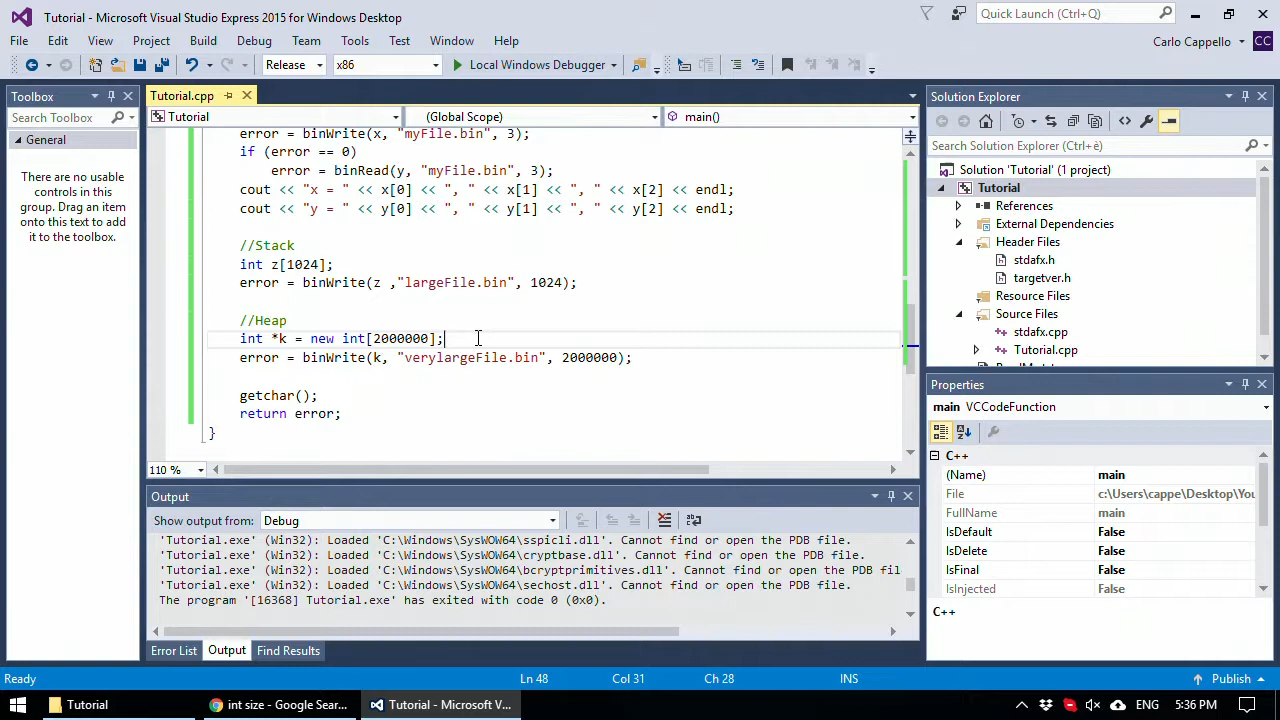 Tutorial - Microsoft Visual Studio Express 2015 for Windows Desktop
Quick Launch (Ctrl+Q)
File Edit View Project Build Debug Team Tools Test Window Help
Carlo Cappello CC
Release x86 Local Windows Debugger
Toolbox
Search Toolbox
General
There are no usable
controls in this
group. Drag an item
onto this text to add
it to the toolbox.
Tutorial.cpp
Tutorial (Global Scope) main()
error = binWrite(x, "myFile.bin", 3);
if (error == 0)
error = binRead(y, "myFile.bin", 3);
cout << "x = " << x[0] << ", " << x[1] << ", " << x[2] << endl;
cout << "y = " << y[0] << ", " << y[1] << ", " << y[2] << endl;
//Stack
int z[1024];
error = binWrite(z ,"largeFile.bin", 1024);
//Heap
int *k = new int[2000000];
error = binWrite(k, "verylargeFile.bin", 2000000);
getchar();
return error;
}
110 %
Output
Show output from: Debug
'Tutorial.exe' (Win32): Loaded 'C:\Windows\SysWOW64\sspicli.dll'. Cannot find or open the PDB file.
'Tutorial.exe' (Win32): Loaded 'C:\Windows\SysWOW64\cryptbase.dll'. Cannot find or open the PDB file.
'Tutorial.exe' (Win32): Loaded 'C:\Windows\SysWOW64\bcryptprimitives.dll'. Cannot find or open the PDB fil
'Tutorial.exe' (Win32): Loaded 'C:\Windows\SysWOW64\sechost.dll'. Cannot find or open the PDB file.
The program '[16368] Tutorial.exe' has exited with code 0 (0x0).
Error List Output Find Results
Solution Explorer
Search Solution Explorer (Ctrl+è)
Solution 'Tutorial' (1 project)
Tutorial
References
External Dependencies
Header Files
stdafx.h
targetver.h
Resource Files
Source Files
stdafx.cpp
Tutorial.cpp
Properties
main VCCodeFunction
C++
(Name) main
File c:\Users\cappe\Desktop\You
FullName main
IsDefault False
IsDelete False
IsFinal False
IsInjected False
C++
Ready Ln 48 Col 31 Ch 28 INS Publish
Tutorial int size - Google Sear... Tutorial - Microsoft V... ENG 5:36 PM